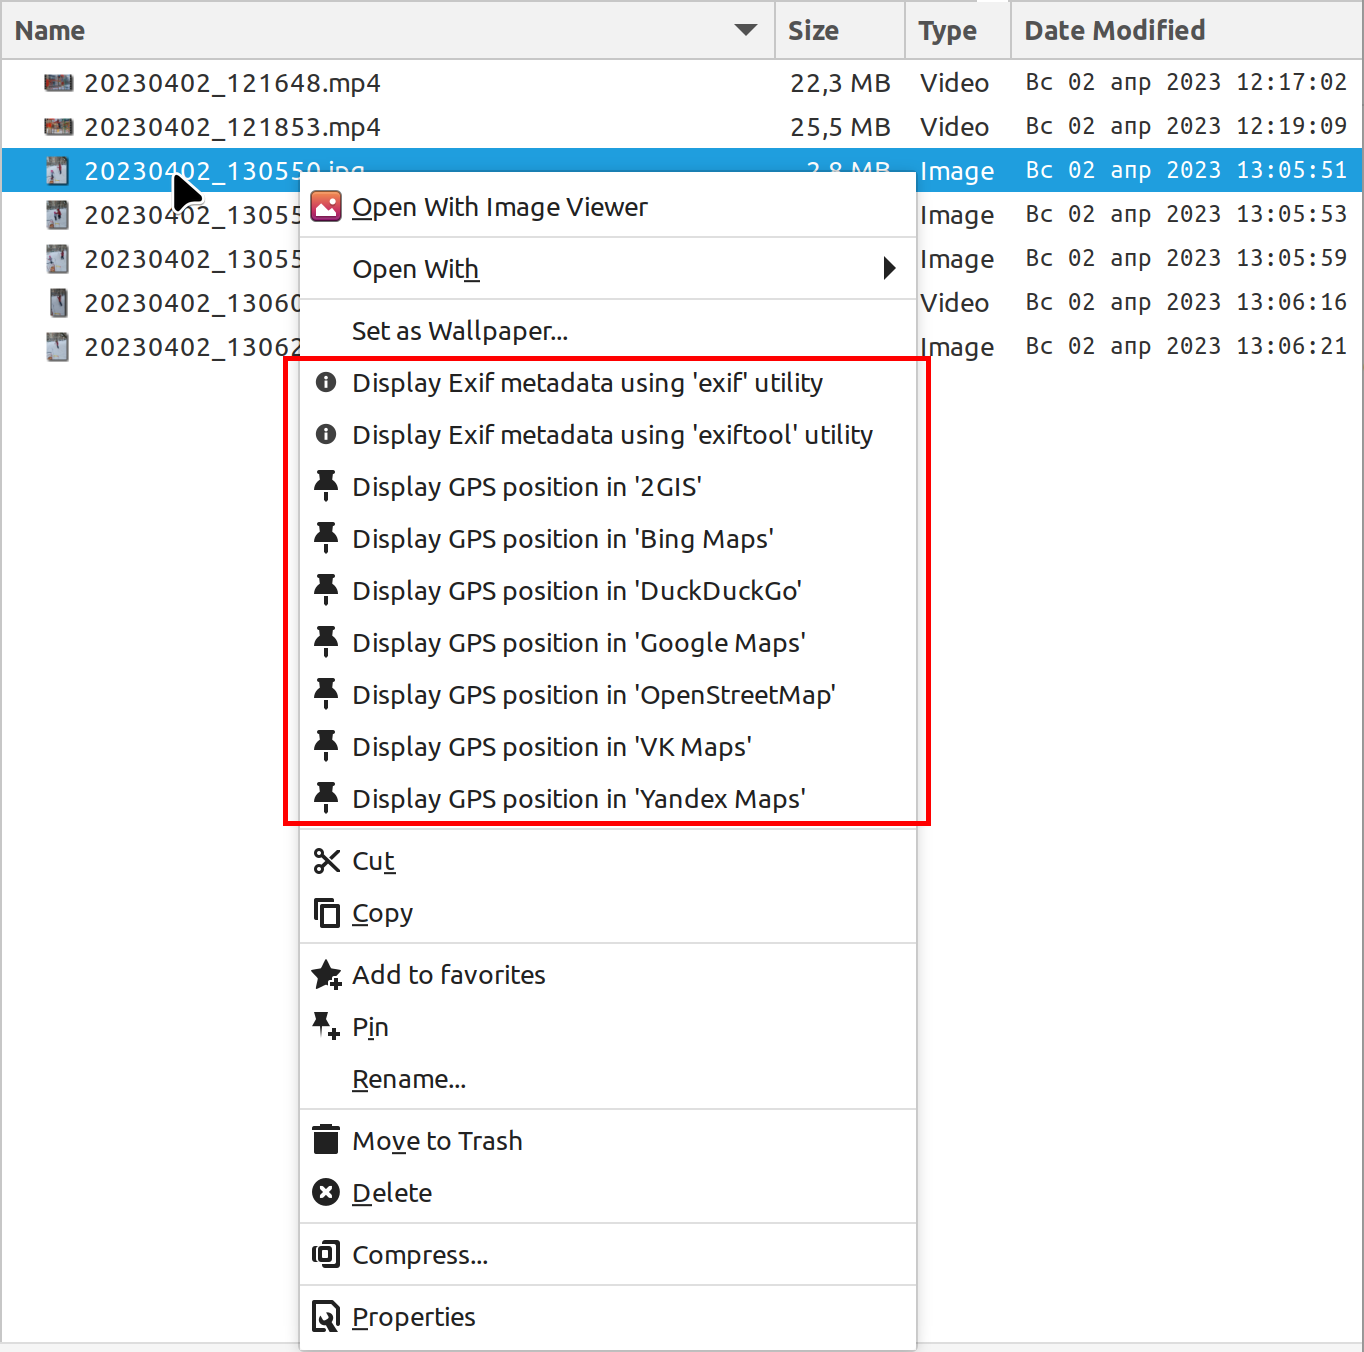 Name Size Type Date Modified
20230402_121648.mp4 22,3 MB Video Вс 02 апр 2023 12:17:02
20230402_121853.mp4 25,5 MB Video Вс 02 апр 2023 12:19:09
20230402_130550.jpg 2,8 MB Image Вс 02 апр 2023 13:05:51
20230402_13055 Image Вс 02 апр 2023 13:05:53
20230402_13055 Image Вс 02 апр 2023 13:05:59
20230402_13060 Video Вс 02 апр 2023 13:06:16
20230402_13062 Image Вс 02 апр 2023 13:06:21
Open With Image Viewer
Open With
Set as Wallpaper...
Display Exif metadata using 'exif' utility
Display Exif metadata using 'exiftool' utility
Display GPS position in '2GIS'
Display GPS position in 'Bing Maps'
Display GPS position in 'DuckDuckGo'
Display GPS position in 'Google Maps'
Display GPS position in 'OpenStreetMap'
Display GPS position in 'VK Maps'
Display GPS position in 'Yandex Maps'
Cut
Copy
Add to favorites
Pin
Rename...
Move to Trash
Delete
Compress...
Properties